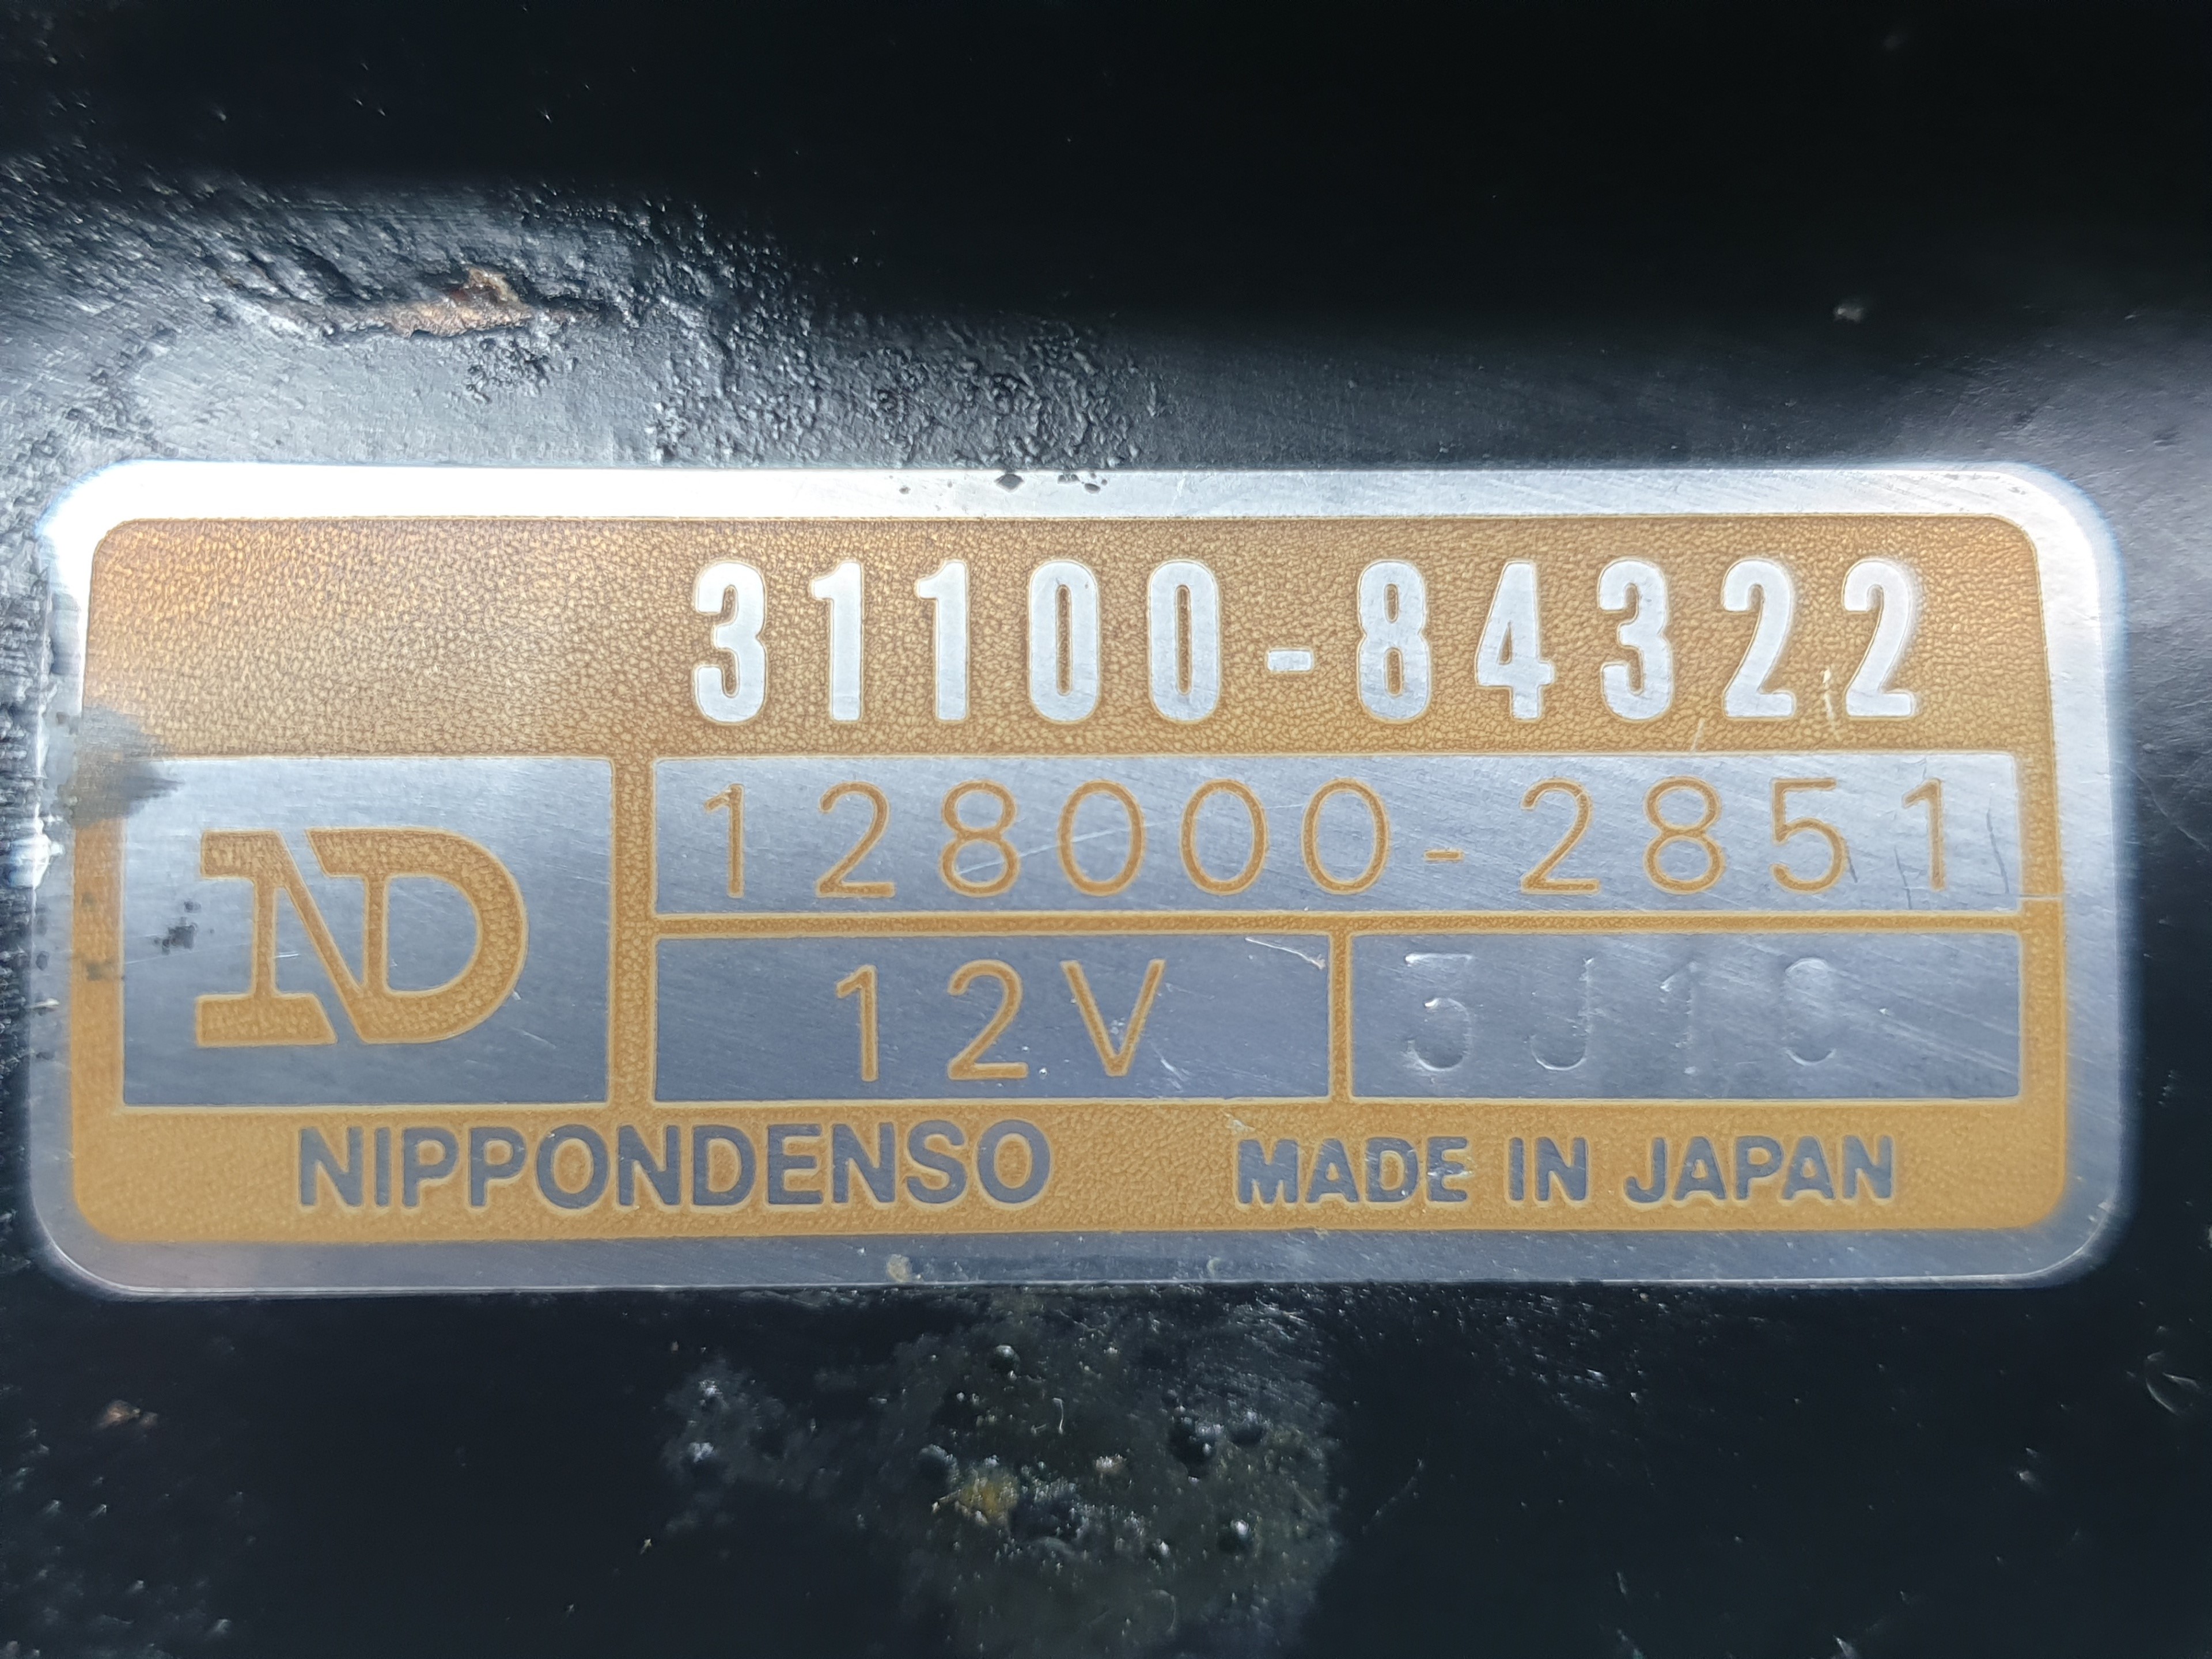 31100-84322
128000-2851
ND
12V
NIPPONDENSO MADE IN JAPAN